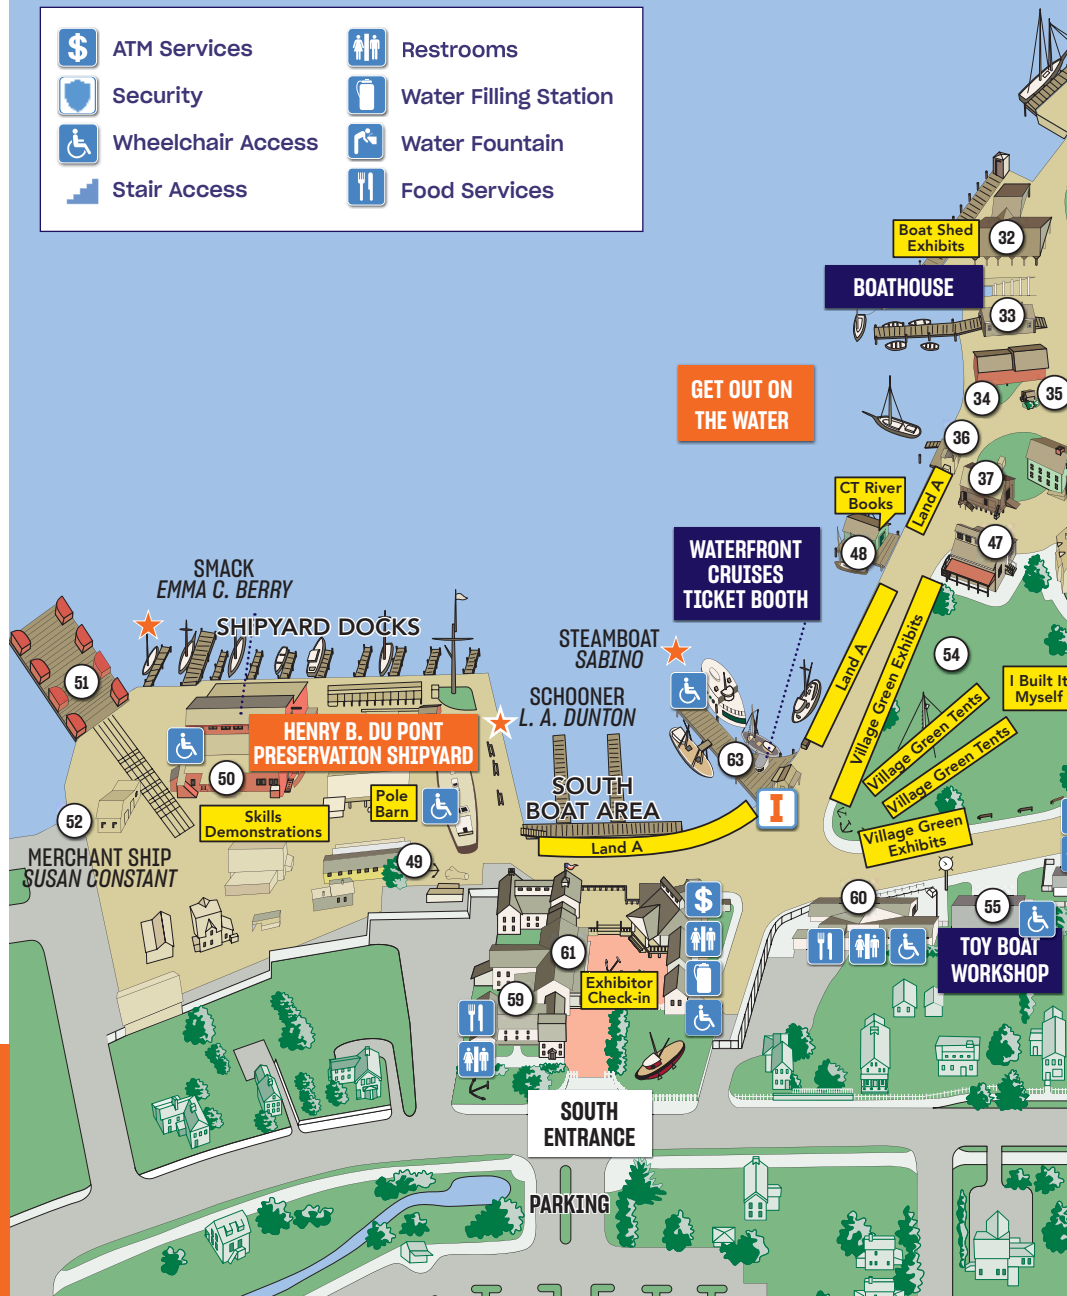 $
ATM Services
Security
Wheelchair Access
Stair Access
Restrooms
Water Filling Station
Water Fountain
Food Services
Boat Shed
Exhibits
32
BOATHOUSE
33
GET OUT ON
THE WATER
34
35
36
37
CT River
Books
Land A
48
47
WATERFRONT
CRUISES
TICKET BOOTH
SMACK
EMMA C. BERRY
SHIPYARD DOCKS
STEAMBOAT
SABINO
SCHOONER
L. A. DUNTON
51
Land A
Village Green Exhibits
54
I Built It
Myself
Village Green Tents
Village Green Tents
HENRY B. DU PONT
PRESERVATION SHIPYARD
50
63
Pole
Barn
SOUTH
BOAT AREA
I
52
Skills
Demonstrations
Land A
Village Green
Exhibits
MERCHANT SHIP
SUSAN CONSTANT
49
$
60
55
TOY BOAT
WORKSHOP
61
59
Exhibitor
Check-in
SOUTH
ENTRANCE
PARKING